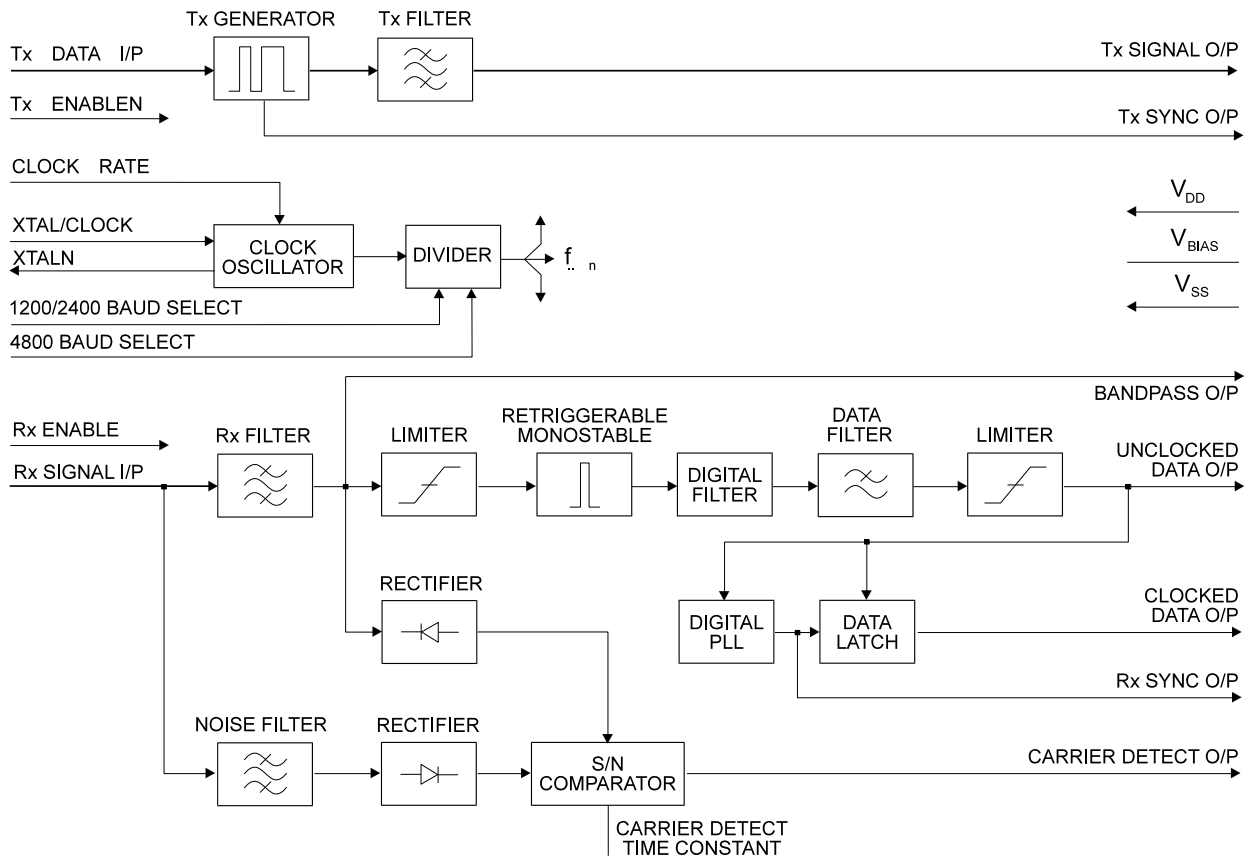 Tx GENERATOR
Tx FILTER
Tx DATA I/P
Tx SIGNAL O/P
Tx ENABLEN
Tx SYNC O/P
CLOCK RATE
XTAL/CLOCK
XTALN
CLOCK
OSCILLATOR
DIVIDER
f.. n
VDD
VBIAS
VSS
1200/2400 BAUD SELECT
4800 BAUD SELECT
BANDPASS O/P
Rx ENABLE
Rx SIGNAL I/P
Rx FILTER
LIMITER
RETRIGGERABLE
MONOSTABLE
DIGITAL
FILTER
DATA
FILTER
LIMITER
UNCLOCKED
DATA O/P
RECTIFIER
DIGITAL
PLL
DATA
LATCH
CLOCKED
DATA O/P
Rx SYNC O/P
NOISE FILTER
RECTIFIER
S/N
COMPARATOR
CARRIER DETECT O/P
CARRIER DETECT
TIME CONSTANT